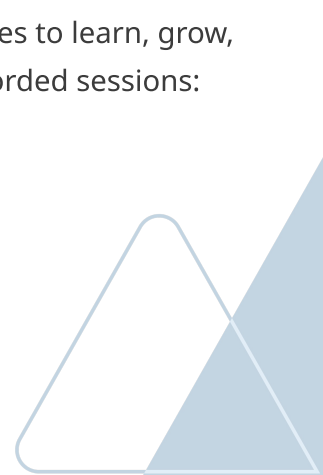 es to learn, grow,
orded sessions: